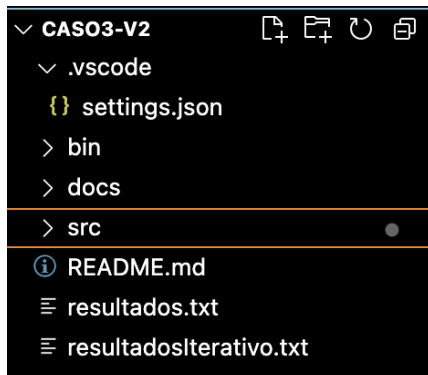 CASO3-V2
.vscode
{} settings.json
bin
docs
src
README.md
resultados.txt
resultadosIterativo.txt